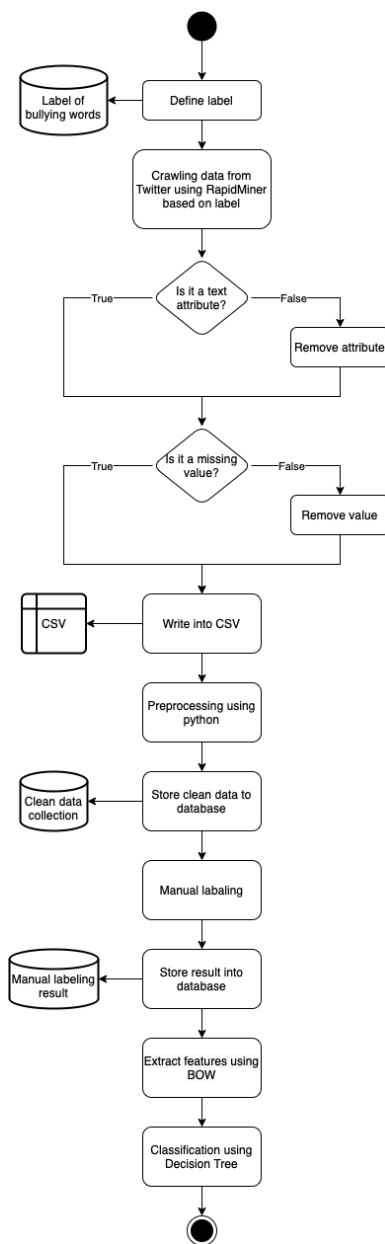 Define label
Label of
bullying words
Crawling data from
Twitter using RapidMiner
based on label
Is it a text
attribute?
True
False
Remove attribute
Is it a missing
value?
True
False
Remove value
Write into CSV
CSV
Preprocessing using
python
Store clean data to
database
Clean data
collection
Manual labaling
Store result into
database
Manual labeling
result
Extract features using
BOW
Classification using
Decision Tree